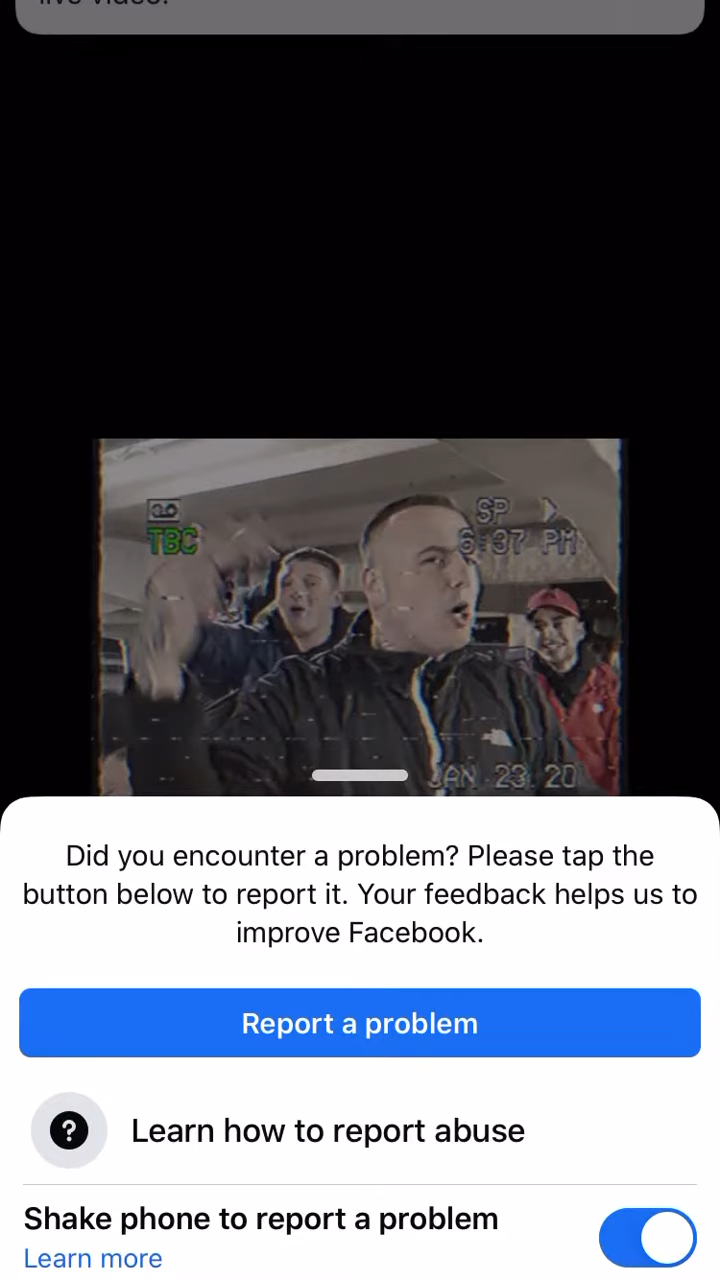 live video.
SP
TBC
6:37 PM
JAN 23 20
Did you encounter a problem? Please tap the
button below to report it. Your feedback helps us to
improve Facebook.
Report a problem
?
Learn how to report abuse
Shake phone to report a problem
Learn more